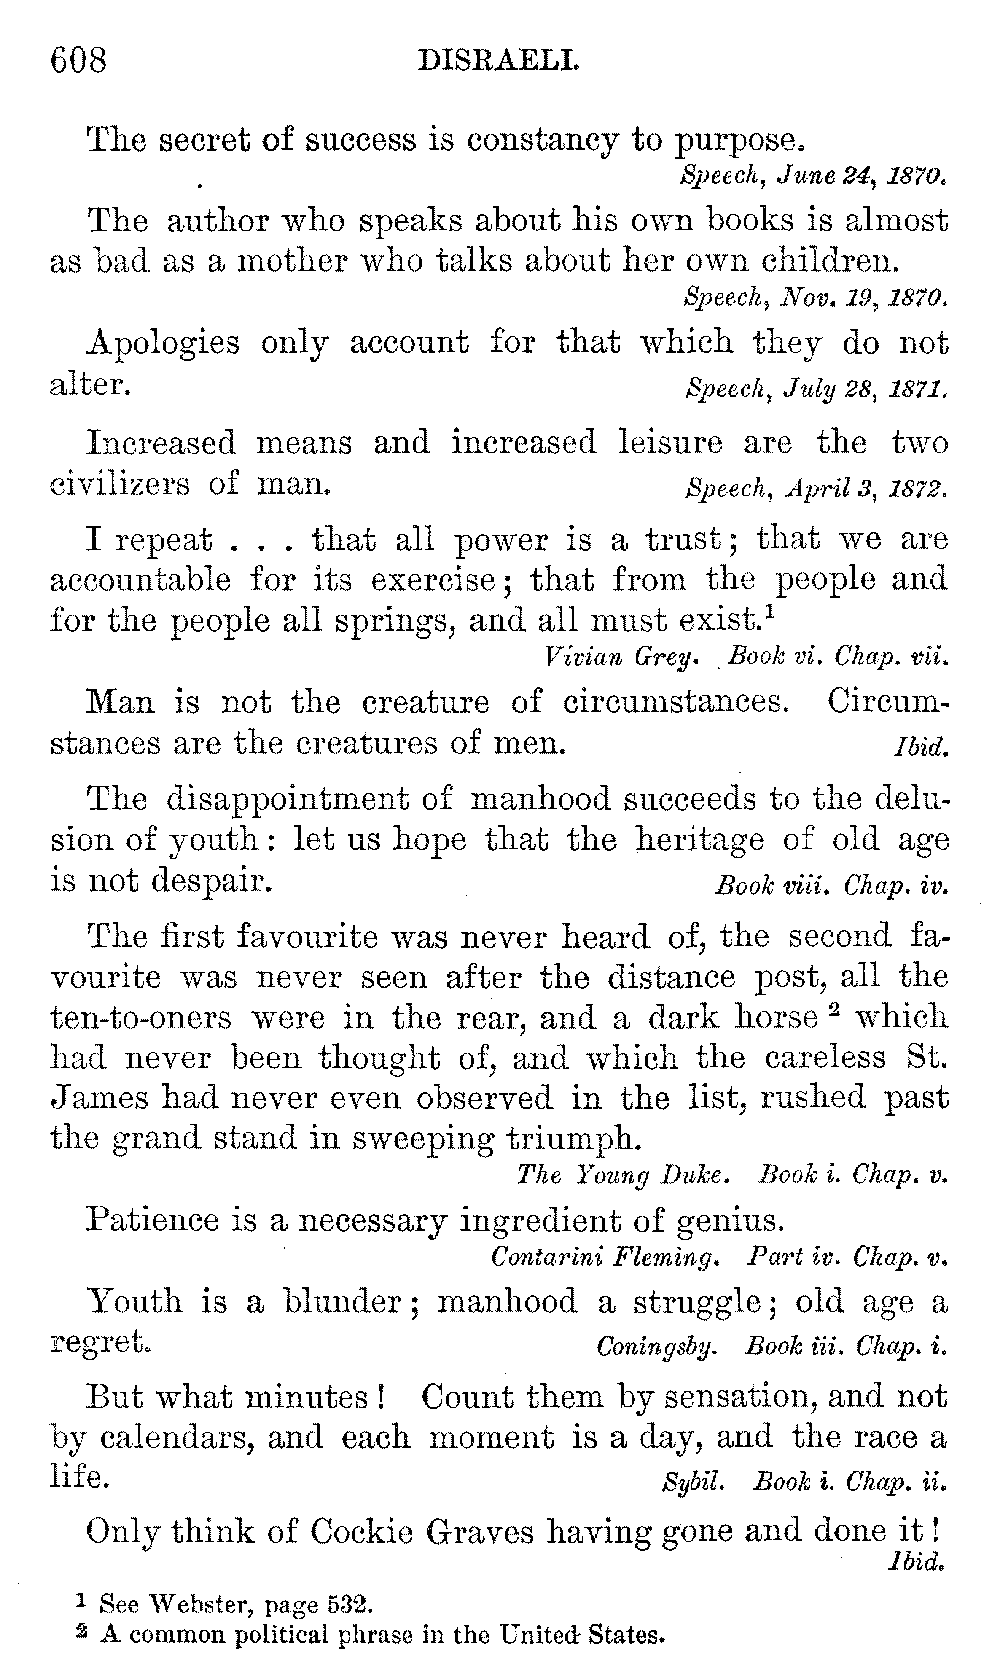 608 DISRAELI.
The secret of success is constancy to purpose.
Speech, June 24, 1870.
The author who speaks about his own books is almost
as bad as a mother who talks about her own children.
Speech, Nov. 19, 1870.
Apologies only account for that which they do not
alter. Speech, July 28, 1871.
Increased means and increased leisure are the two
civilizers of man. Speech, April 3, 1872.
I repeat . . . that all power is a trust; that we are
accountable for its exercise; that from the people and
for the people all springs, and all must exist.¹
Vivian Grey. Book vi. Chap. vii.
Man is not the creature of circumstances. Circum-
stances are the creatures of men. Ibid.
The disappointment of manhood succeeds to the delu-
sion of youth: let us hope that the heritage of old age
is not despair. Book viii. Chap. iv.
The first favourite was never heard of, the second fa-
vourite was never seen after the distance post, all the
ten-to-oners were in the rear, and a dark horse ² which
had never been thought of, and which the careless St.
James had never even observed in the list, rushed past
the grand stand in sweeping triumph.
The Young Duke. Book i. Chap. v.
Patience is a necessary ingredient of genius.
Contarini Fleming. Part iv. Chap. v.
Youth is a blunder; manhood a struggle; old age a
regret. Coningsby. Book iii. Chap. i.
But what minutes! Count them by sensation, and not
by calendars, and each moment is a day, and the race a
life. Sybil. Book i. Chap. ii.
Only think of Cockie Graves having gone and done it!
Ibid.
¹ See Webster, page 532.
² A common political phrase in the United States.